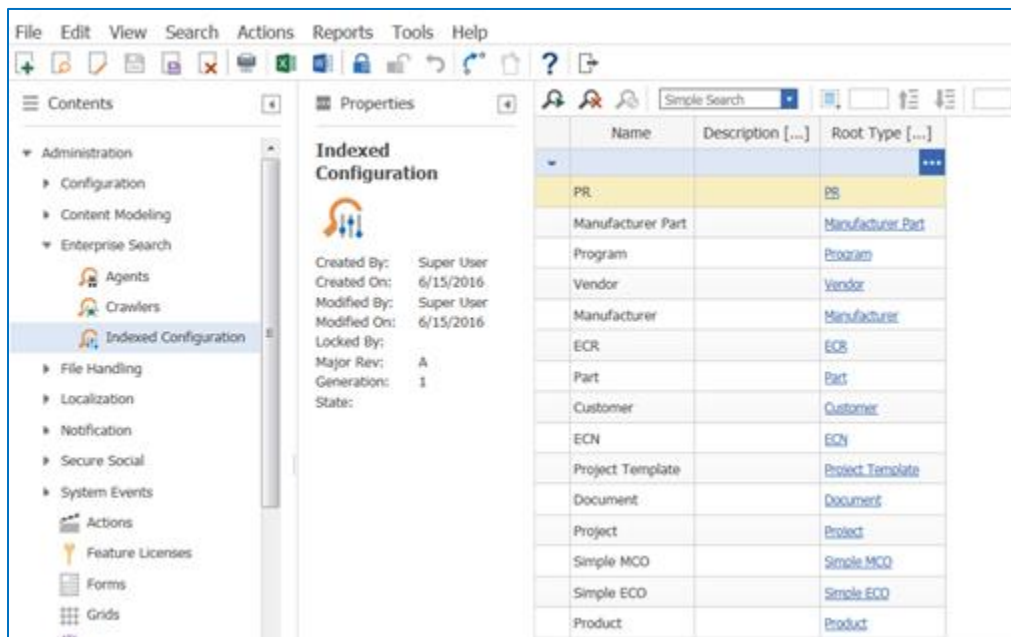 File Edit View Search Actions Reports Tools Help
Contents
Administration
Configuration
Content Modeling
Enterprise Search
Agents
Crawlers
Indexed Configuration
File Handling
Localization
Notification
Secure Social
System Events
Actions
Feature Licenses
Forms
Grids
Properties
Indexed
Configuration
Created By: Super User
Created On: 6/15/2016
Modified By: Super User
Modified On: 6/15/2016
Locked By:
Major Rev: A
Generation: 1
State:
Simple Search
Name Description [...] Root Type [...]
...
PR PR
Manufacturer Part Manufacturer Part
Program Program
Vendor Vendor
Manufacturer Manufacturer
ECR ECR
Part Part
Customer Customer
ECN ECN
Project Template Project Template
Document Document
Project Project
Simple MCO Simple MCO
Simple ECO Simple ECO
Product Product